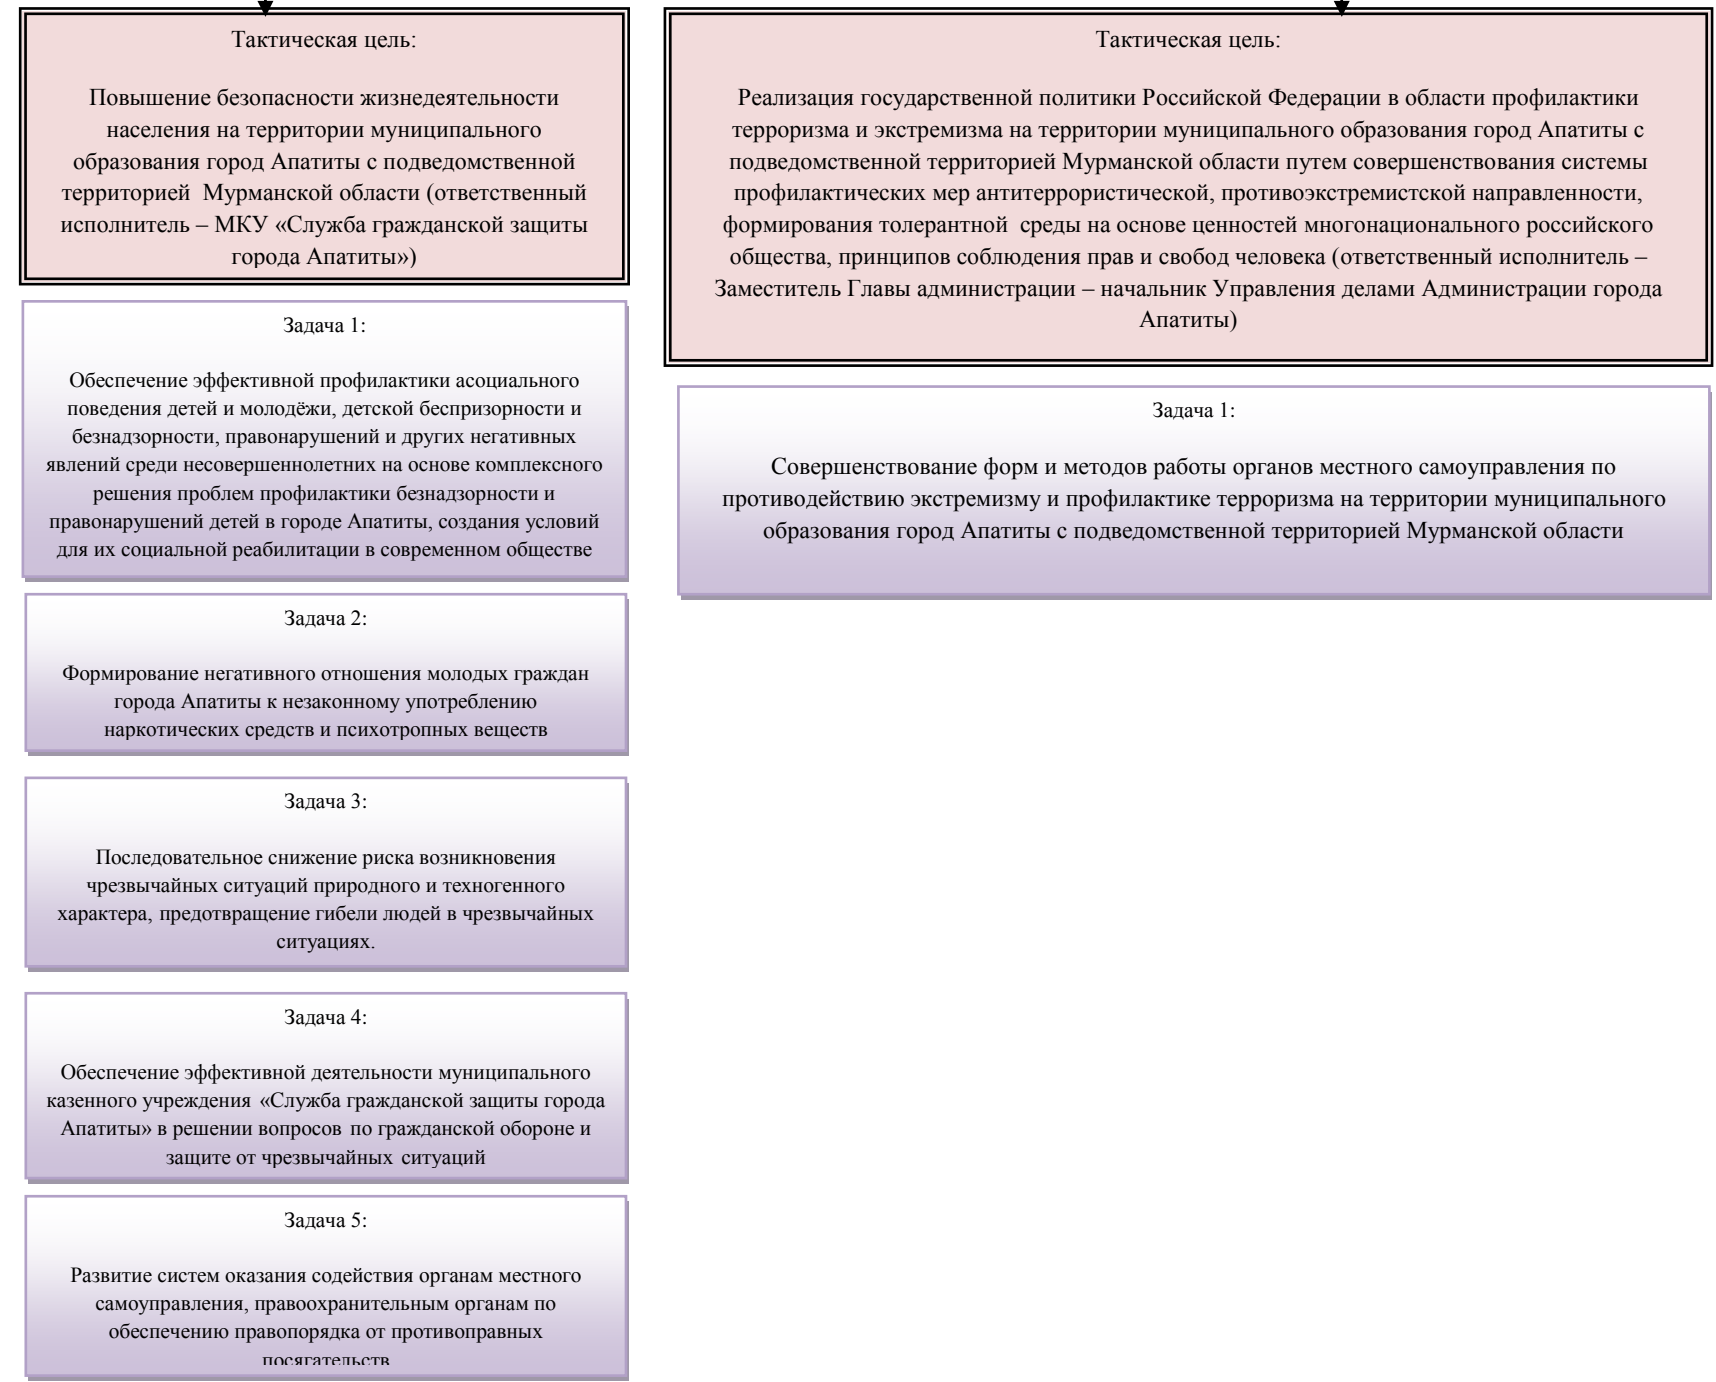 Тактическая цель:
Повышение безопасности жизнедеятельности
населения на территории муниципального
образования город Апатиты с подведомственной
территорией Мурманской области (ответственный
исполнитель – МКУ «Служба гражданской защиты
города Апатиты»)
Задача 1:
Обеспечение эффективной профилактики асоциального
поведения детей и молодёжи, детской беспризорности и
безнадзорности, правонарушений и других негативных
явлений среди несовершеннолетних на основе комплексного
решения проблем профилактики безнадзорности и
правонарушений детей в городе Апатиты, создания условий
для их социальной реабилитации в современном обществе
Задача 2:
Формирование негативного отношения молодых граждан
города Апатиты к незаконному употреблению
наркотических средств и психотропных веществ
Задача 3:
Последовательное снижение риска возникновения
чрезвычайных ситуаций природного и техногенного
характера, предотвращение гибели людей в чрезвычайных
ситуациях.
Задача 4:
Обеспечение эффективной деятельности муниципального
казенного учреждения «Служба гражданской защиты города
Апатиты» в решении вопросов по гражданской обороне и
защите от чрезвычайных ситуаций
Задача 5:
Развитие систем оказания содействия органам местного
самоуправления, правоохранительным органам по
обеспечению правопорядка от противоправных
посягательств
Тактическая цель:
Реализация государственной политики Российской Федерации в области профилактики
терроризма и экстремизма на территории муниципального образования город Апатиты с
подведомственной территорией Мурманской области путем совершенствования системы
профилактических мер антитеррористической, противоэкстремистской направленности,
формирования толерантной среды на основе ценностей многонационального российского
общества, принципов соблюдения прав и свобод человека (ответственный исполнитель –
Заместитель Главы администрации – начальник Управления делами Администрации города
Апатиты)
Задача 1:
Совершенствование форм и методов работы органов местного самоуправления по
противодействию экстремизму и профилактике терроризма на территории муниципального
образования город Апатиты с подведомственной территорией Мурманской области